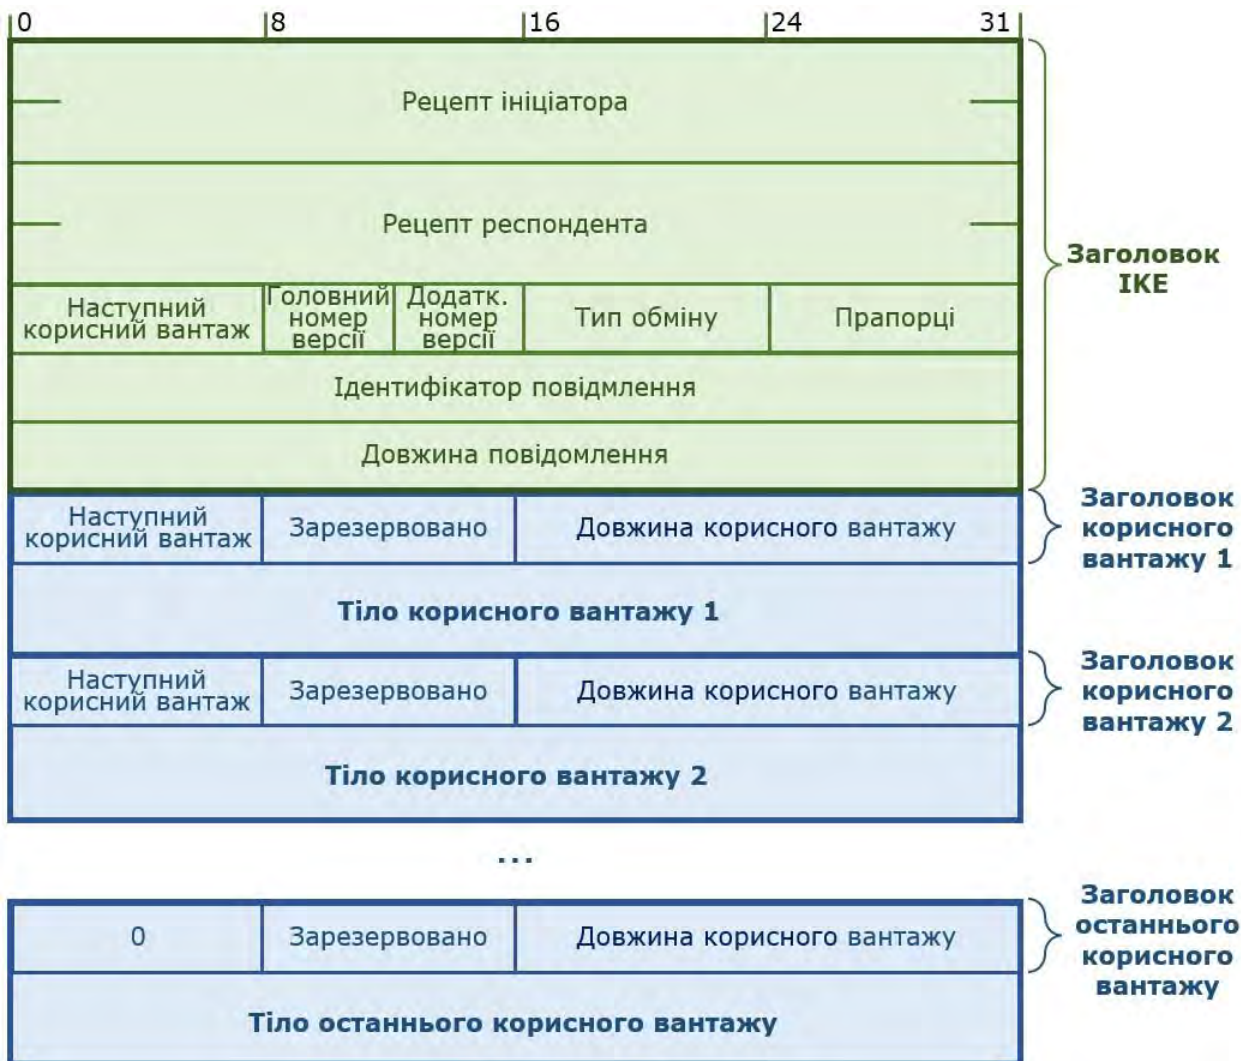 0 8 16 24 31
Рецепт ініціатора
Рецепт респондента
Заголовок
ІКЕ
Наступний
корисний вантаж
Головний
номер
версії
Додатк.
номер
версії
Тип обміну
Прапорці
Ідентифікатор повідмлення
Довжина повідомлення
Наступний
корисний вантаж
Зарезервовано
Довжина корисного вантажу
Заголовок
корисного
вантажу 1
Тіло корисного вантажу 1
Наступний
корисний вантаж
Зарезервовано
Довжина корисного вантажу
Заголовок
корисного
вантажу 2
Тіло корисного вантажу 2
...
0
Зарезервовано
Довжина корисного вантажу
Заголовок
останнього
корисного
вантажу
Тіло останнього корисного вантажу